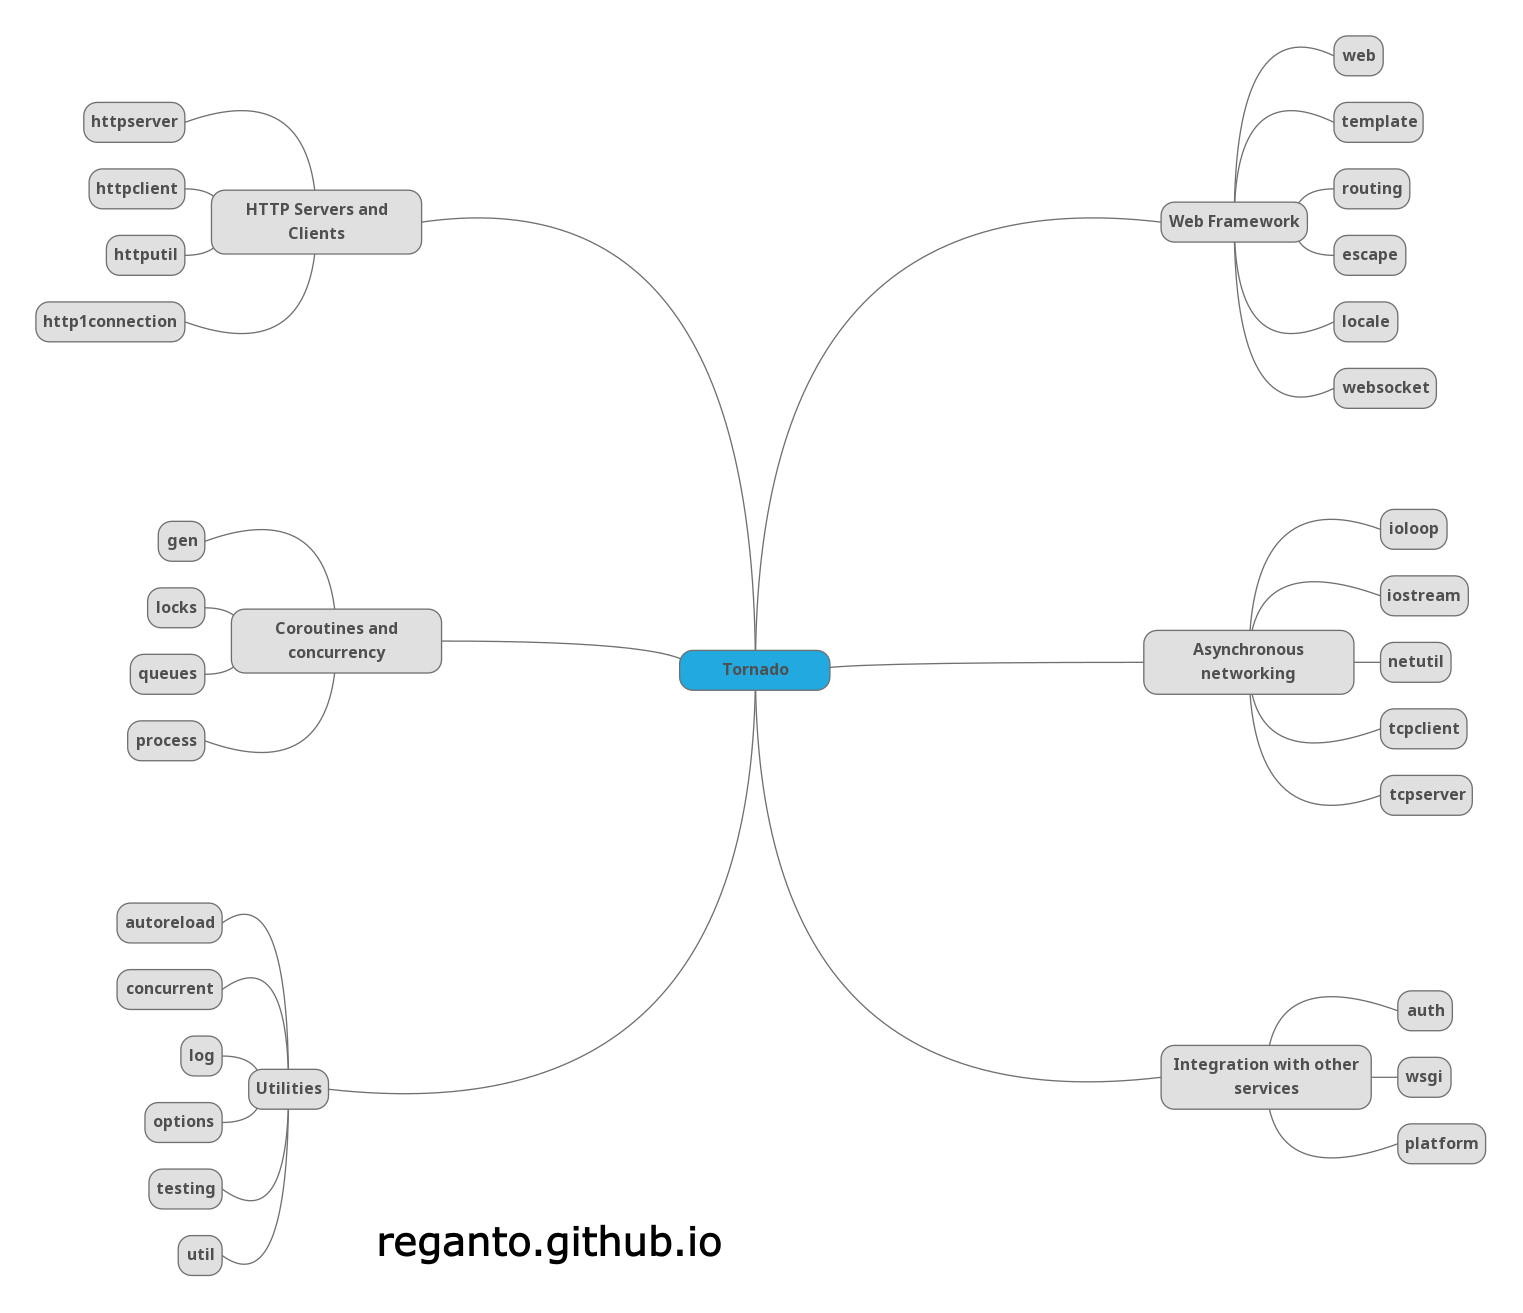 Tornado
HTTP Servers and
Clients
httpserver
httpclient
httputil
http1connection
Coroutines and
concurrency
gen
locks
queues
process
Utilities
autoreload
concurrent
log
options
testing
util
Web Framework
web
template
routing
escape
locale
websocket
Asynchronous
networking
ioloop
iostream
netutil
tcpclient
tcpserver
Integration with other
services
auth
wsgi
platform
reganto.github.io